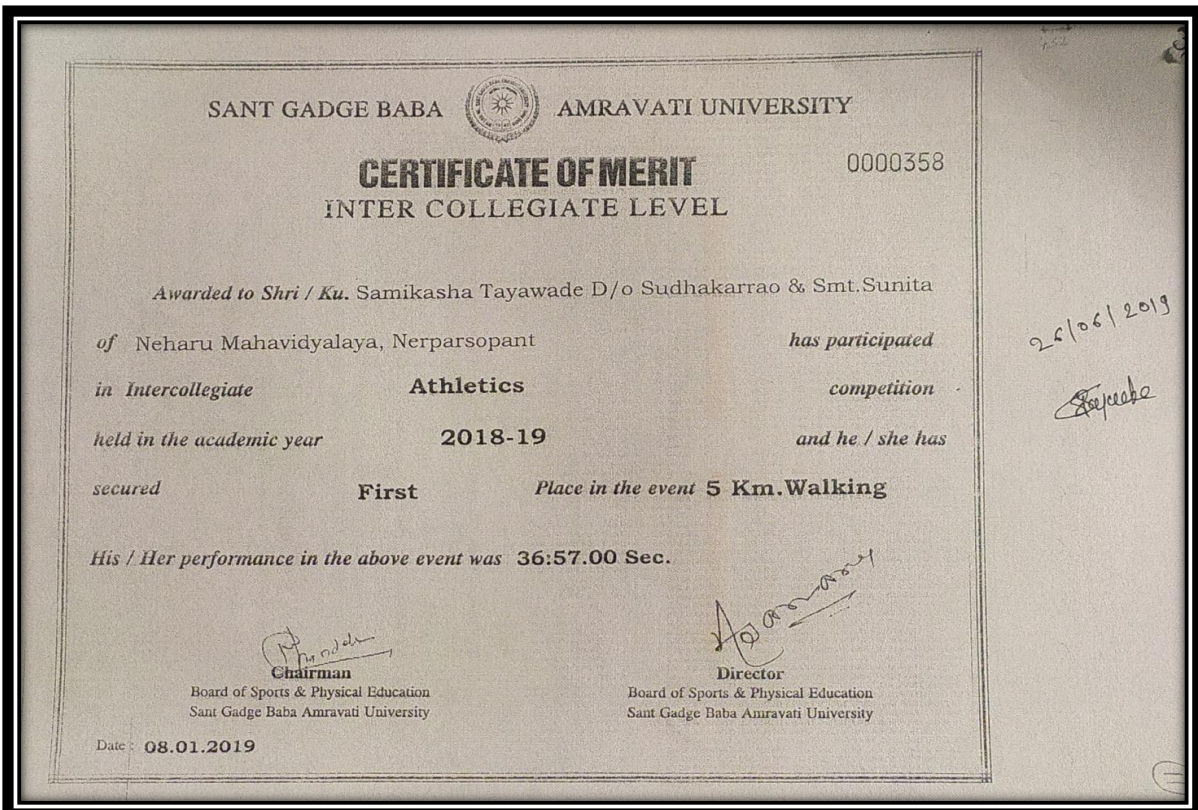 SANT GADGE BABA AMRAVATI UNIVERSITY
CERTIFICATE OF MERIT
0000358
INTER COLLEGIATE LEVEL
Awarded to Shri / Ku. Samikasha Tayawade D/o Sudhakarrao & Smt.Sunita
of Neharu Mahavidyalaya, Nerparsopant has participated
in Intercollegiate Athletics competition
held in the academic year 2018-19 and he / she has
secured First Place in the event 5 Km.Walking
His / Her performance in the above event was 36:57.00 Sec.
Chairman
Board of Sports & Physical Education
Sant Gadge Baba Amravati University
Director
Board of Sports & Physical Education
Sant Gadge Baba Amravati University
Date : 08.01.2019
26/06/2019